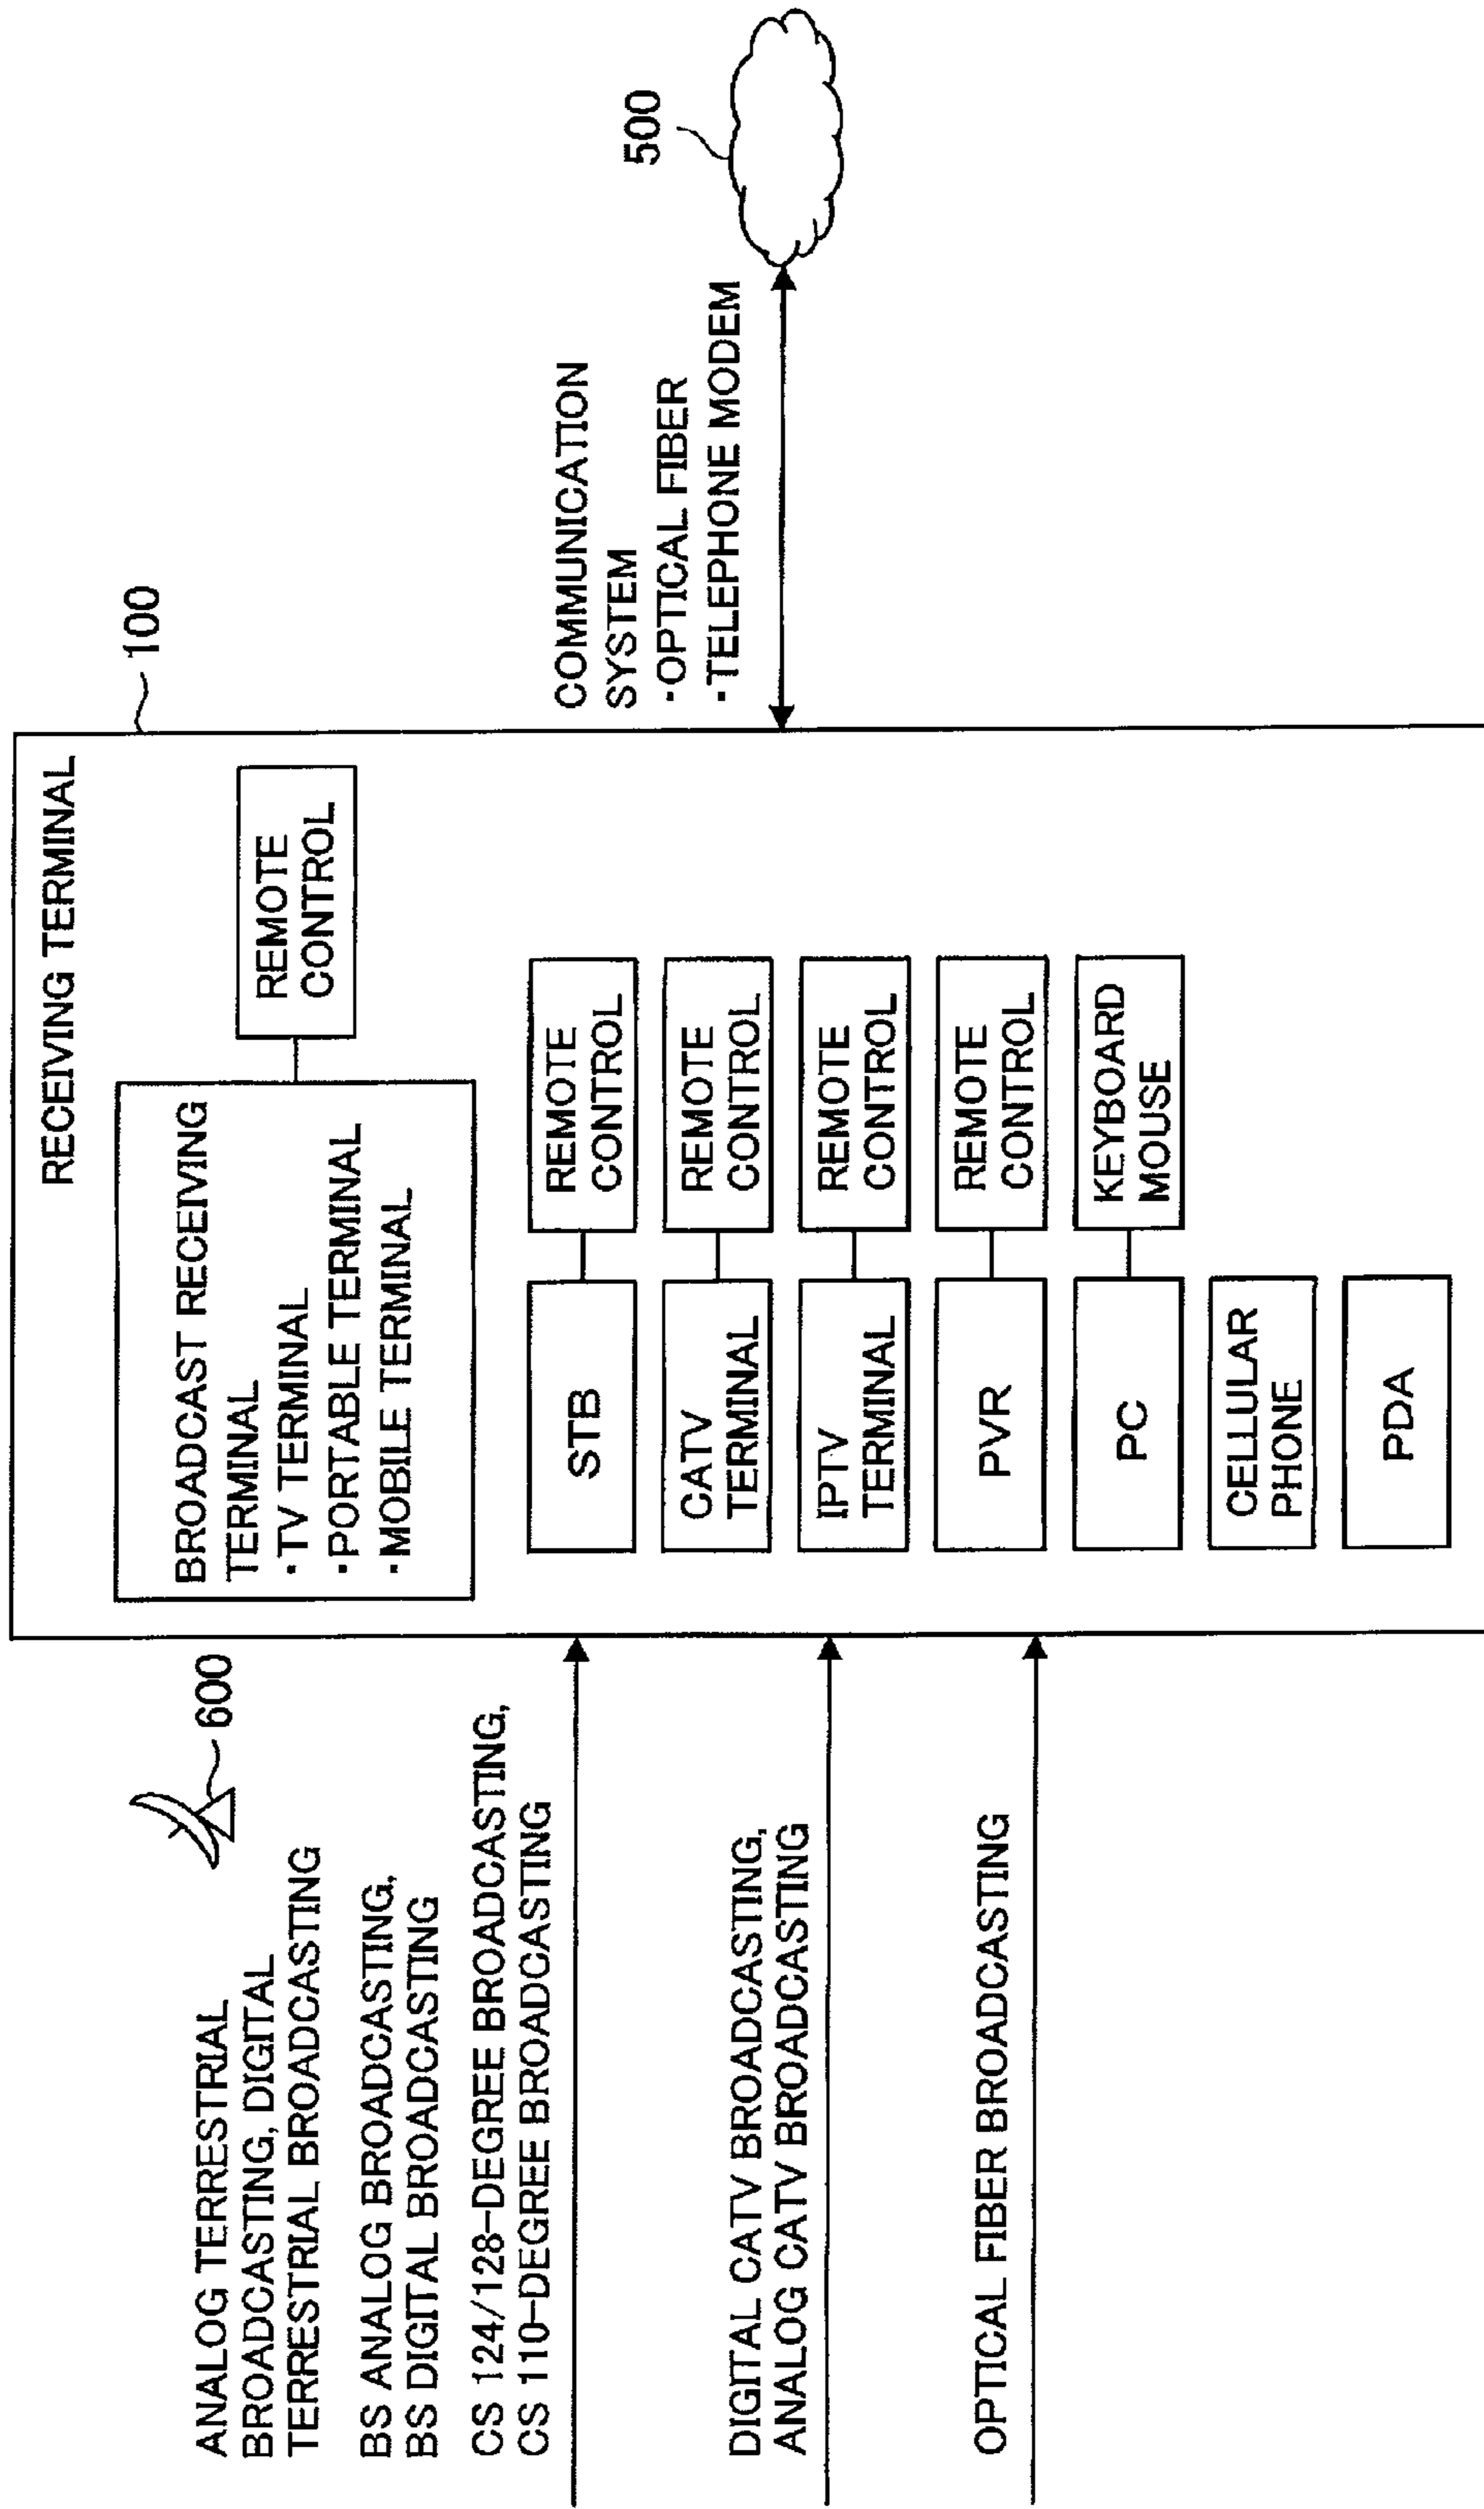 ANALOG TERRESTRIAL
BROADCASTING, DIGITAL
TERRESTRIAL BROADCASTING
BS ANALOG BROADCASTING,
BS DIGITAL BROADCASTING
CS 124/128-DEGREE BROADCASTING,
CS 110-DEGREE BROADCASTING
DIGITAL CATV BROADCASTING,
ANALOG CATV BROADCASTING
OPTICAL FIBER BROADCASTING
600
RECEIVING TERMINAL
100
BROADCAST RECEIVING
TERMINAL
・TV TERMINAL
・PORTABLE TERMINAL
・MOBILE TERMINAL
REMOTE
CONTROL
STB
REMOTE
CONTROL
CATV
TERMINAL
REMOTE
CONTROL
IPTV
TERMINAL
REMOTE
CONTROL
PVR
REMOTE
CONTROL
PC
KEYBOARD
MOUSE
CELLULAR
PHONE
PDA
COMMUNICATION
SYSTEM
・OPTICAL FIBER
・TELEPHONE MODEM
500